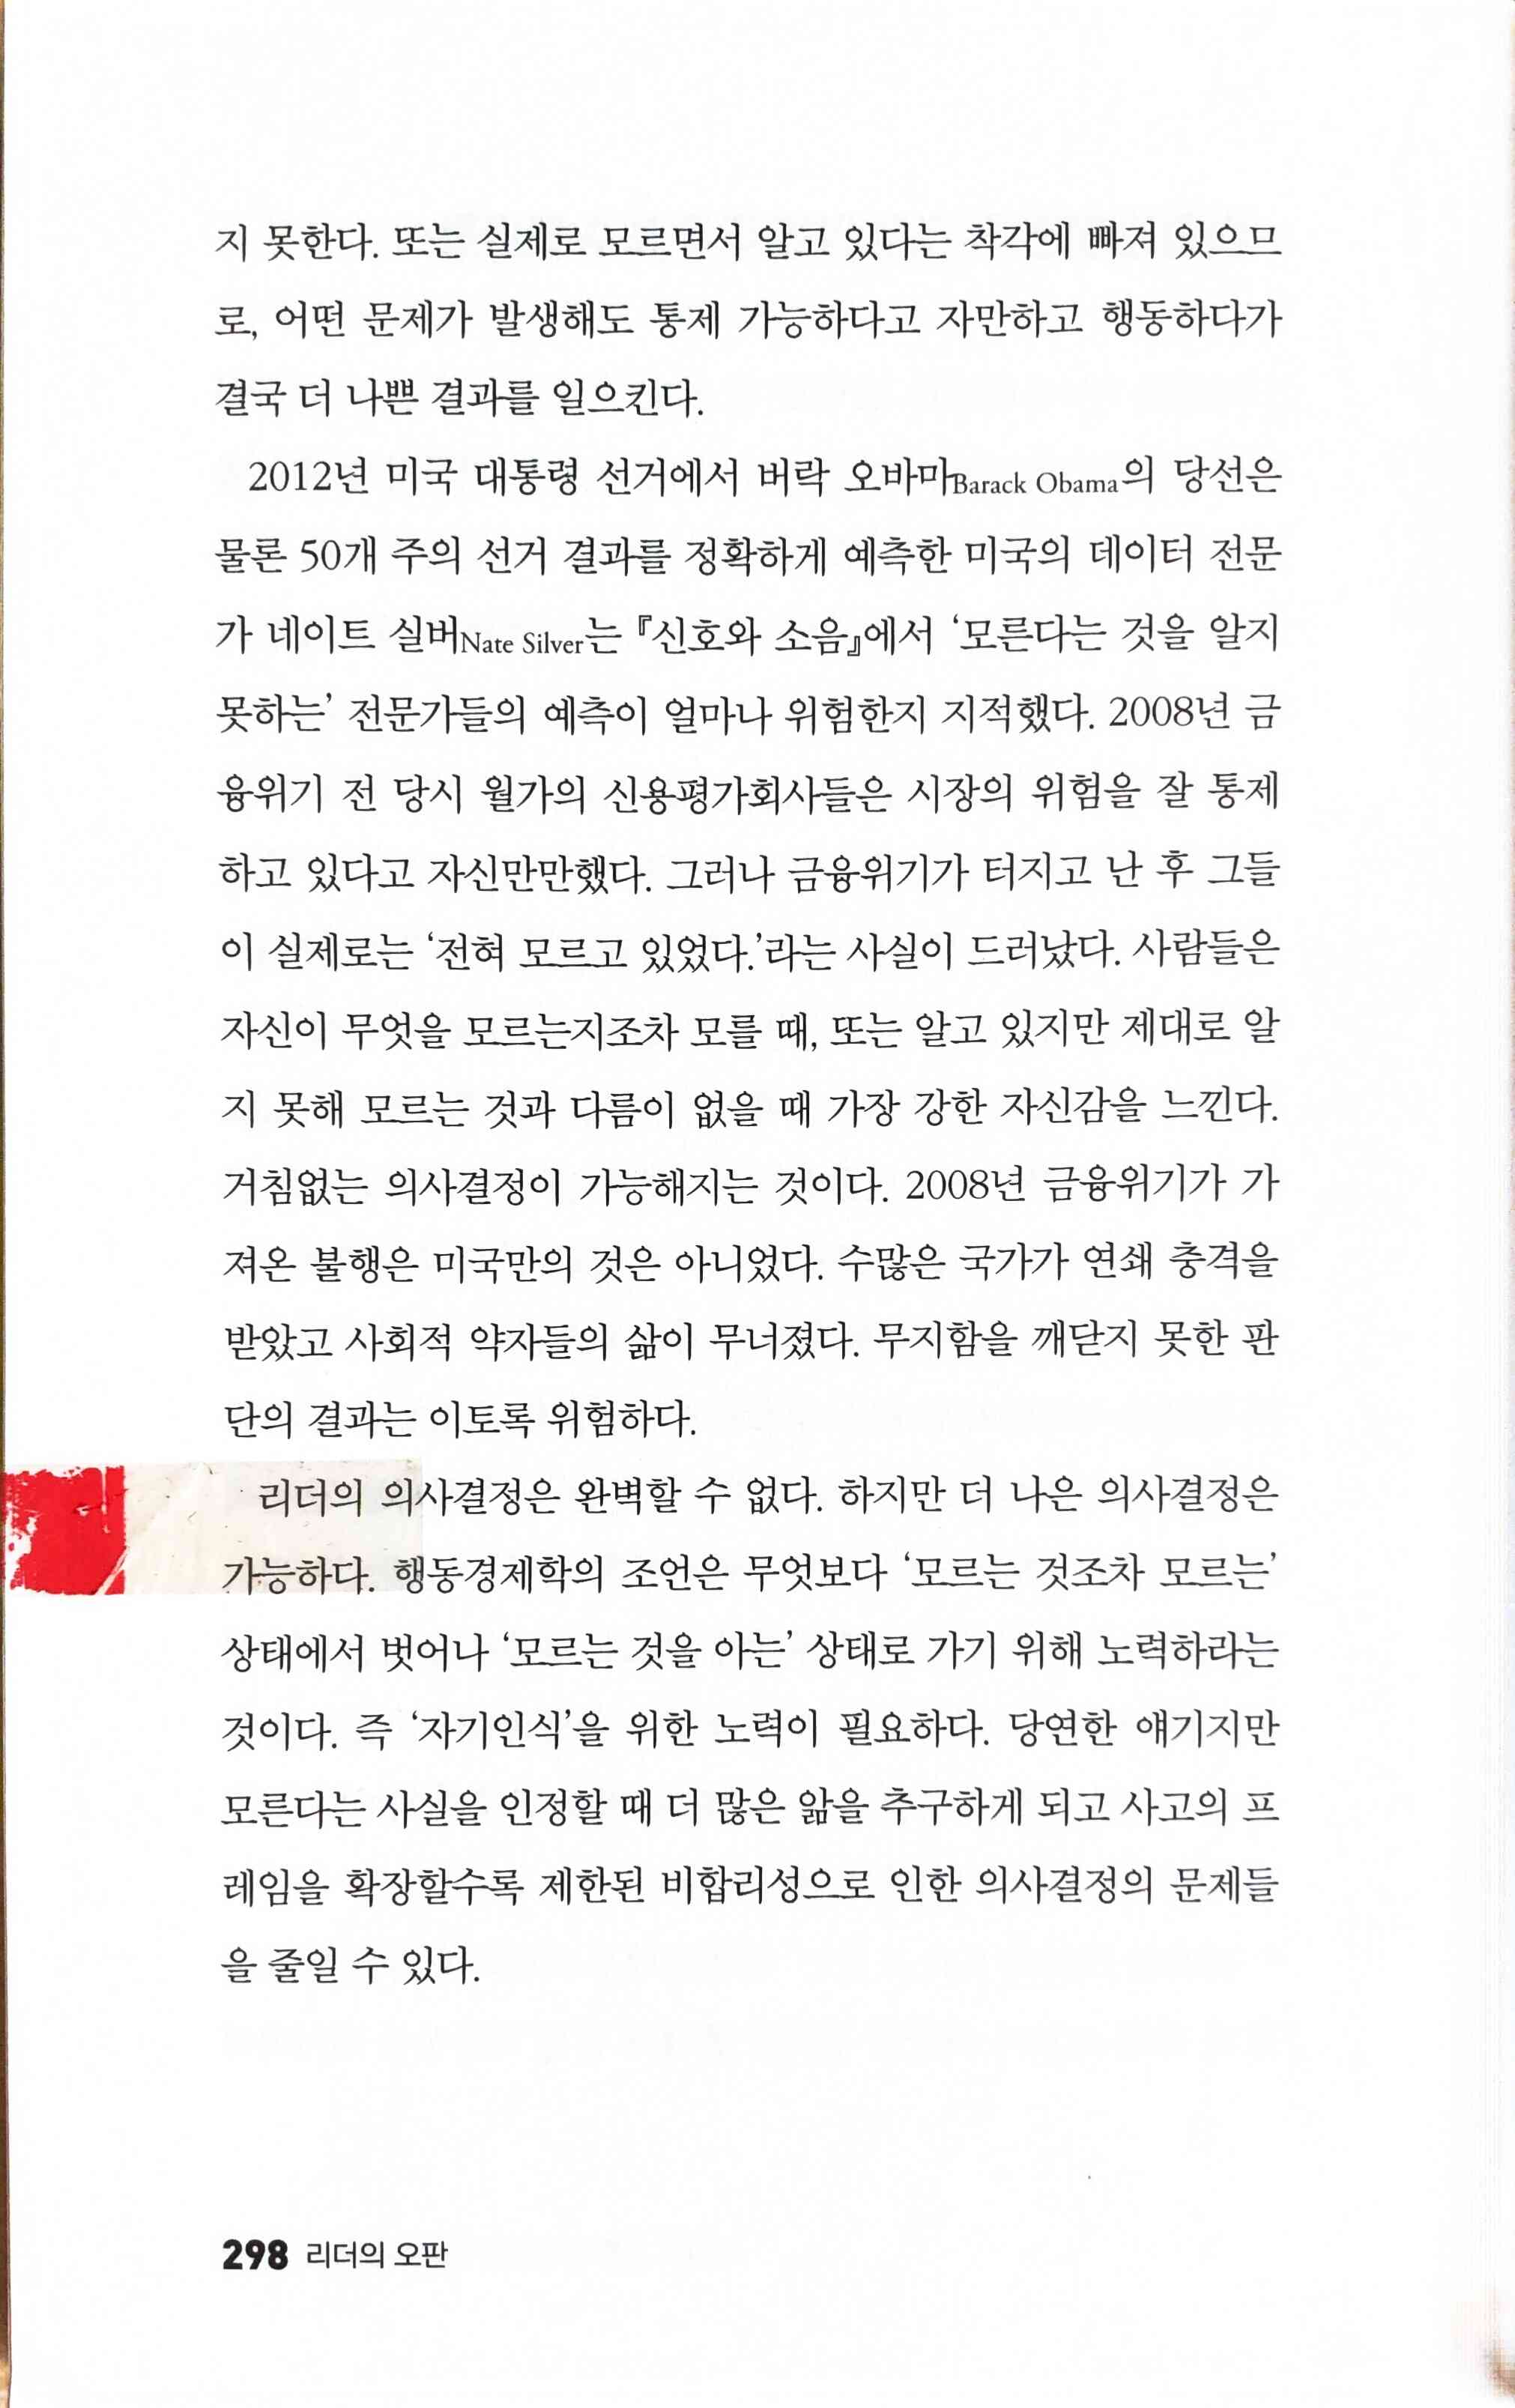 지 못한다. 또는 실제로 모르면서 알고 있다는 착각에 빠져 있으므
로, 어떤 문제가 발생해도 통제 가능하다고 자만하고 행동하다가
결국 더 나쁜 결과를 일으킨다.
2012년 미국 대통령 선거에서 버락 오바마Barack Obama의 당선은
물론 50개 주의 선거 결과를 정확하게 예측한 미국의 데이터 전문
가 네이트 실버Nate Silver는 『신호와 소음』에서 ‘모른다는 것을 알지
못하는’ 전문가들의 예측이 얼마나 위험한지 지적했다. 2008년 금
융위기 전 당시 월가의 신용평가회사들은 시장의 위험을 잘 통제
하고 있다고 자신만만했다. 그러나 금융위기가 터지고 난 후 그들
이 실제로는 ‘전혀 모르고 있었다.’라는 사실이 드러났다. 사람들은
자신이 무엇을 모르는지조차 모를 때, 또는 알고 있지만 제대로 알
지 못해 모르는 것과 다름이 없을 때 가장 강한 자신감을 느낀다.
거침없는 의사결정이 가능해지는 것이다. 2008년 금융위기가 가
져온 불행은 미국만의 것은 아니었다. 수많은 국가가 연쇄 충격을
받았고 사회적 약자들의 삶이 무너졌다. 무지함을 깨닫지 못한 판
단의 결과는 이토록 위험하다.
리더의 의사결정은 완벽할 수 없다. 하지만 더 나은 의사결정은
가능하다. 행동경제학의 조언은 무엇보다 ‘모르는 것조차 모르는’
상태에서 벗어나 ‘모르는 것을 아는’ 상태로 가기 위해 노력하라는
것이다. 즉 ‘자기인식’을 위한 노력이 필요하다. 당연한 얘기지만
모른다는 사실을 인정할 때 더 많은 앎을 추구하게 되고 사고의 프
레임을 확장할수록 제한된 비합리성으로 인한 의사결정의 문제들
을 줄일 수 있다.
298 리더의 오판